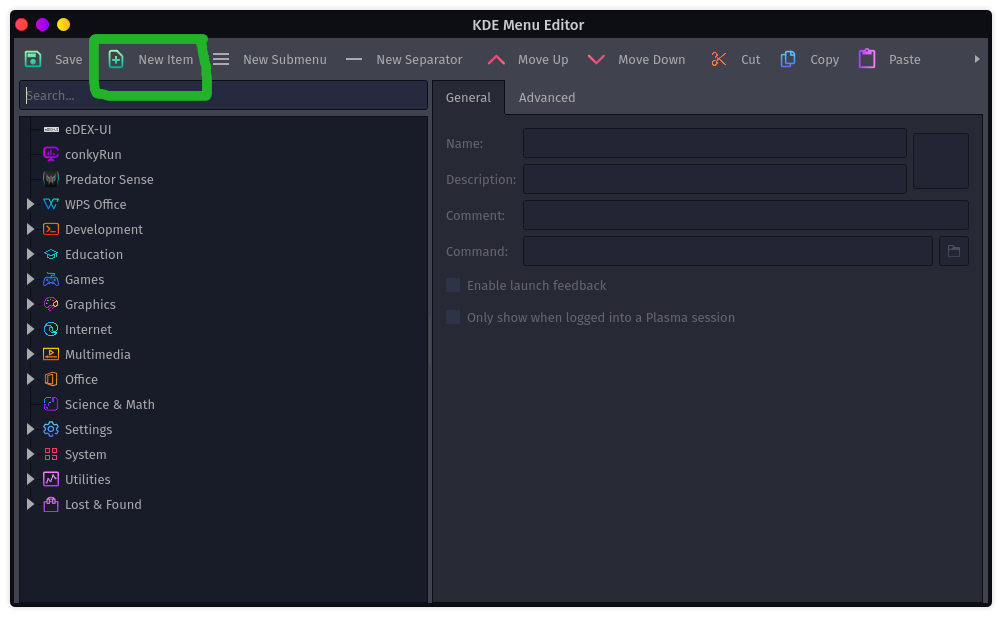 KDE Menu Editor
Save New Item New Submenu New Separator Move Up Move Down Cut Copy Paste
Search...
General Advanced
eDEX-UI
conkyRun
Predator Sense
WPS Office
Development
Education
Games
Graphics
Internet
Multimedia
Office
Science & Math
Settings
System
Utilities
Lost & Found
Name:
Description:
Comment:
Command:
Enable launch feedback
Only show when logged into a Plasma session